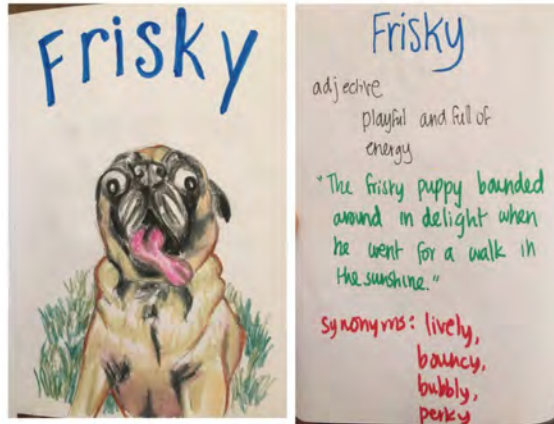 Frisky
Frisky
adjective
playful and full of
energy
"The frisky puppy bounded
around in delight when
he went for a walk in
the sunshine."
synonyms: lively,
bouncy,
bubbly,
perky